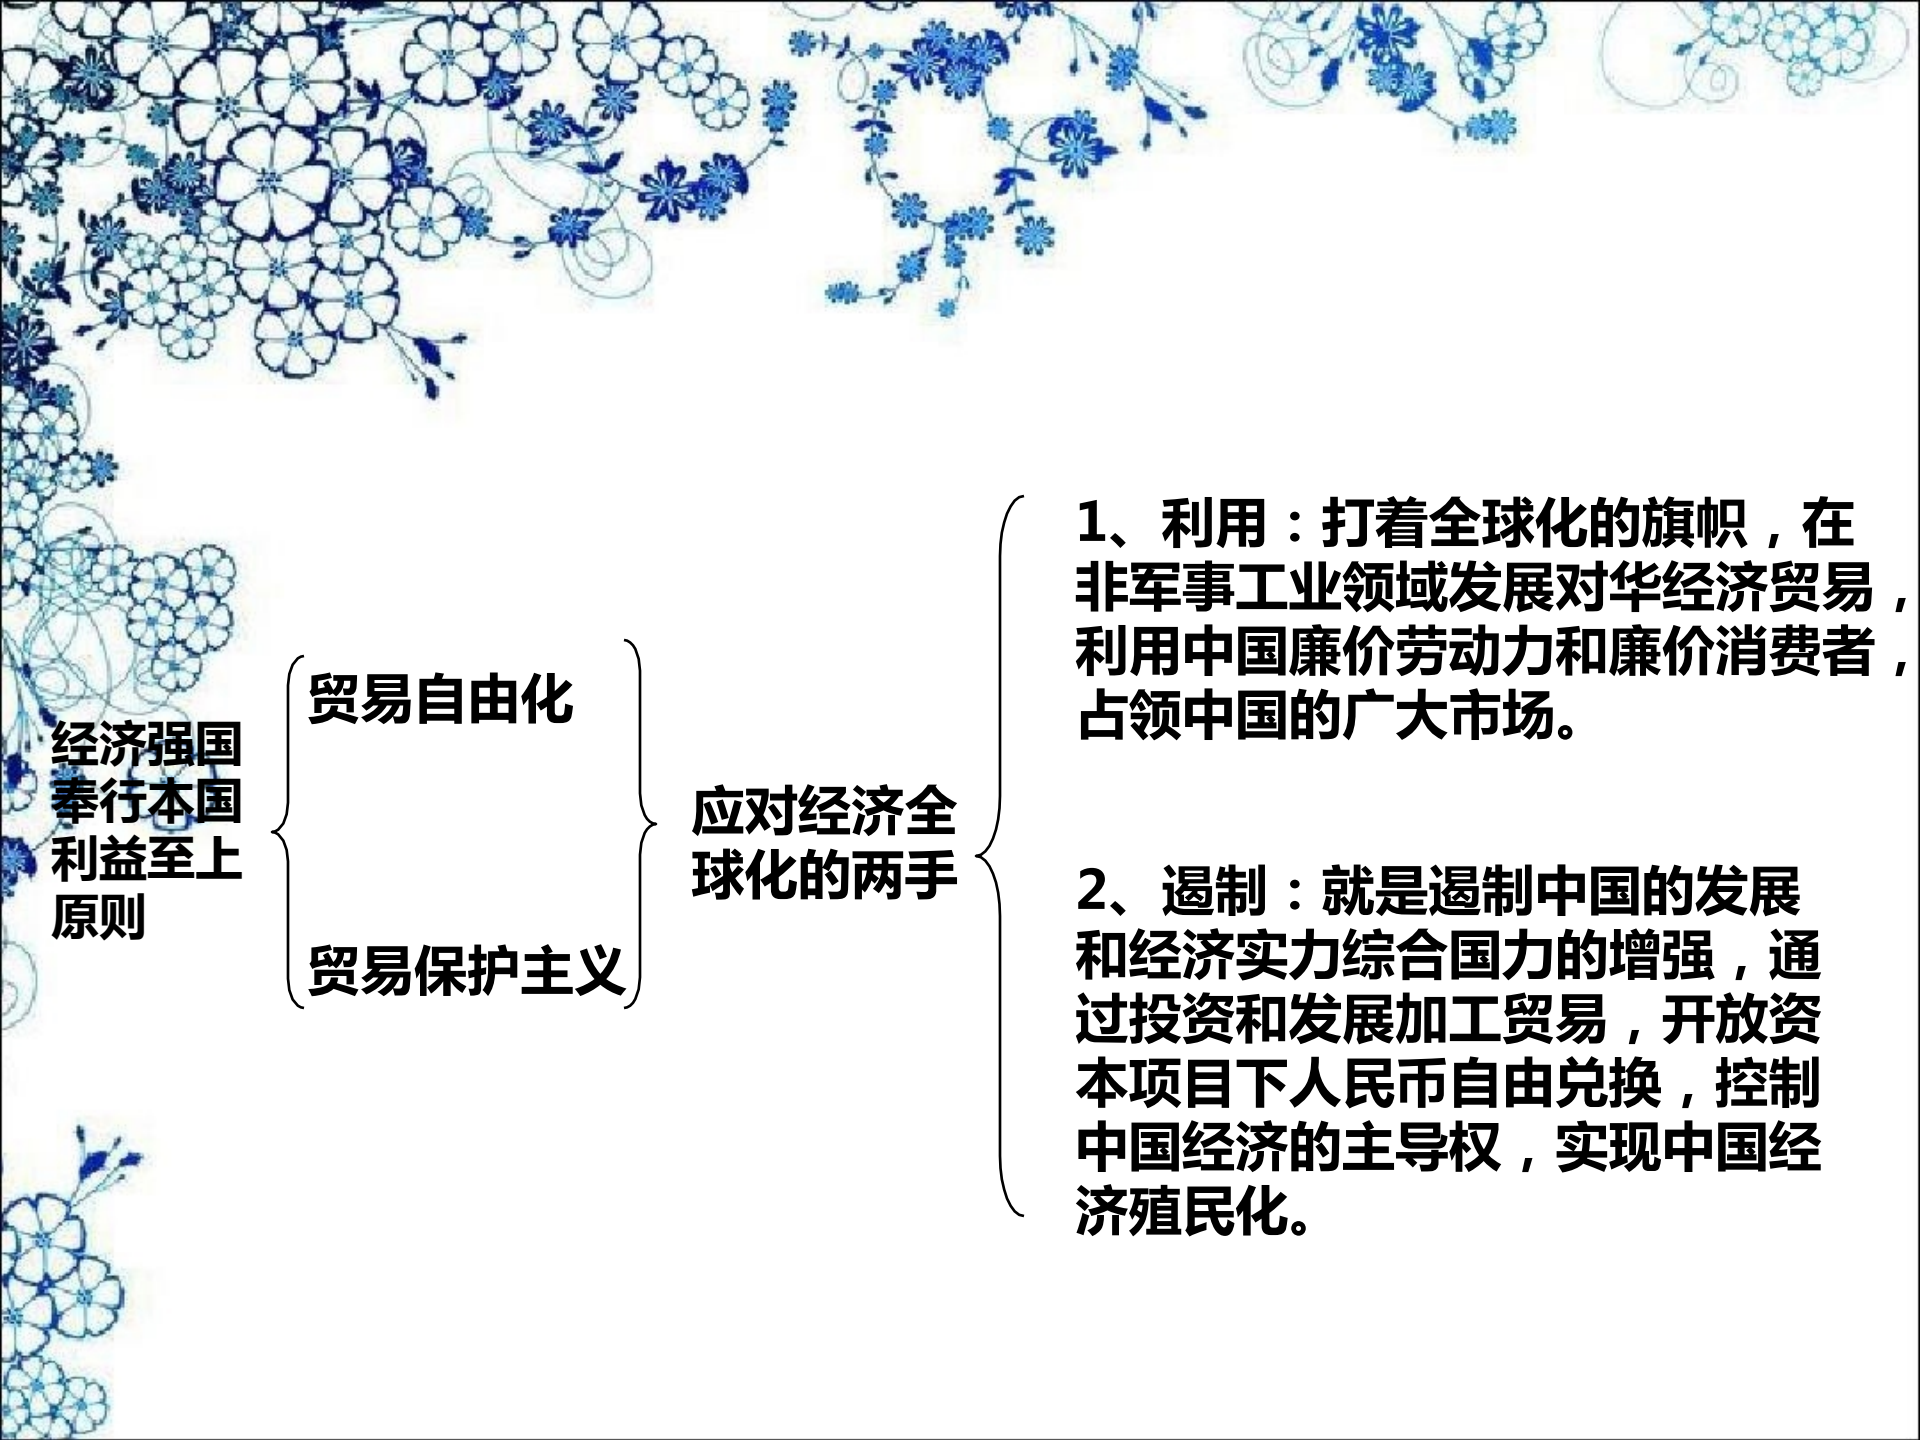 经济强国
奉行本国
利益至上
原则
贸易自由化
贸易保护主义
应对经济全
球化的两手
1、利用：打着全球化的旗帜，在
非军事工业领域发展对华经济贸易，
利用中国廉价劳动力和廉价消费者，
占领中国的广大市场。
2、遏制：就是遏制中国的发展
和经济实力综合国力的增强，通
过投资和发展加工贸易，开放资
本项目下人民币自由兑换，控制
中国经济的主导权，实现中国经
济殖民化。